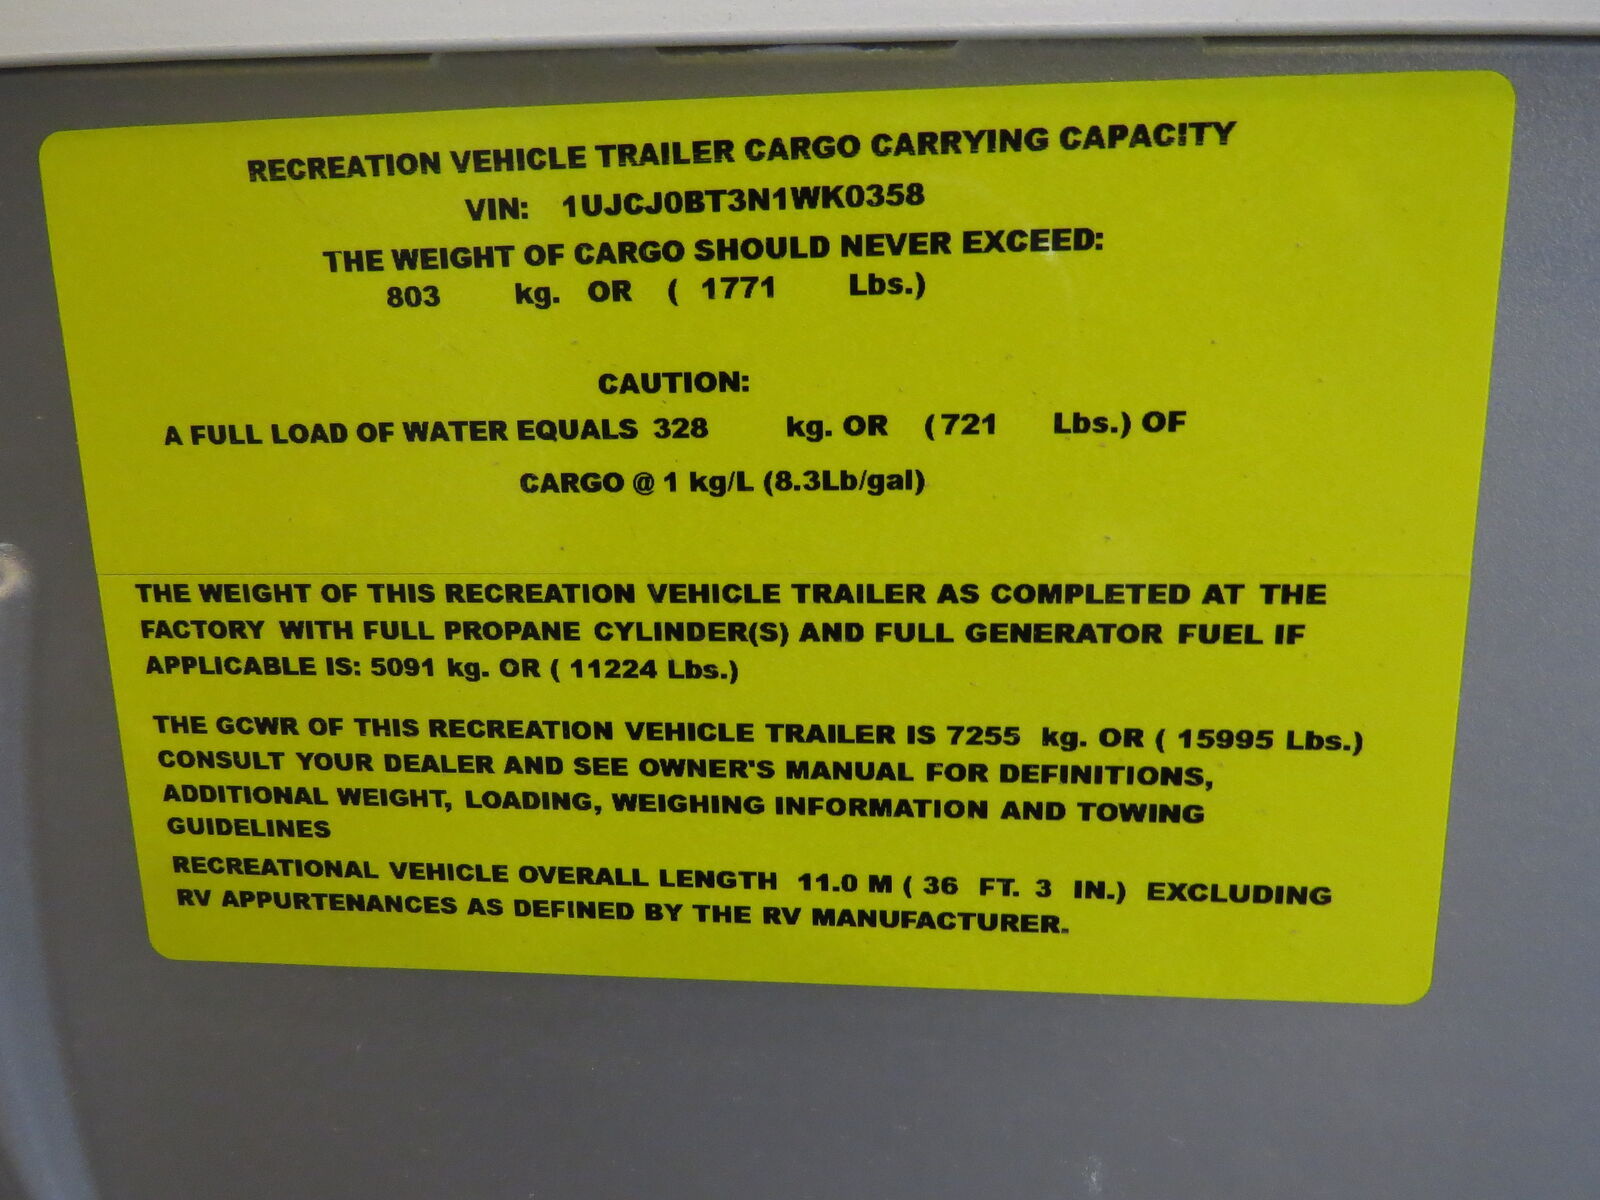 RECREATION VEHICLE TRAILER CARGO CARRYING CAPACITY
VIN: 1UJCJ0BT3N1WK0358
THE WEIGHT OF CARGO SHOULD NEVER EXCEED:
803 kg. OR ( 1771 Lbs.)
CAUTION:
A FULL LOAD OF WATER EQUALS 328 kg. OR (721 Lbs.) OF
CARGO @ 1 kg/L (8.3Lb/gal)
THE WEIGHT OF THIS RECREATION VEHICLE TRAILER AS COMPLETED AT THE
FACTORY WITH FULL PROPANE CYLINDER(S) AND FULL GENERATOR FUEL IF
APPLICABLE IS: 5091 kg. OR ( 11224 Lbs.)
THE GCWR OF THIS RECREATION VEHICLE TRAILER IS 7255 kg. OR ( 15995 Lbs.)
CONSULT YOUR DEALER AND SEE OWNER'S MANUAL FOR DEFINITIONS,
ADDITIONAL WEIGHT, LOADING, WEIGHING INFORMATION AND TOWING
GUIDELINES
RECREATIONAL VEHICLE OVERALL LENGTH 11.0 M ( 36 FT. 3 IN.) EXCLUDING
RV APPURTENANCES AS DEFINED BY THE RV MANUFACTURER.